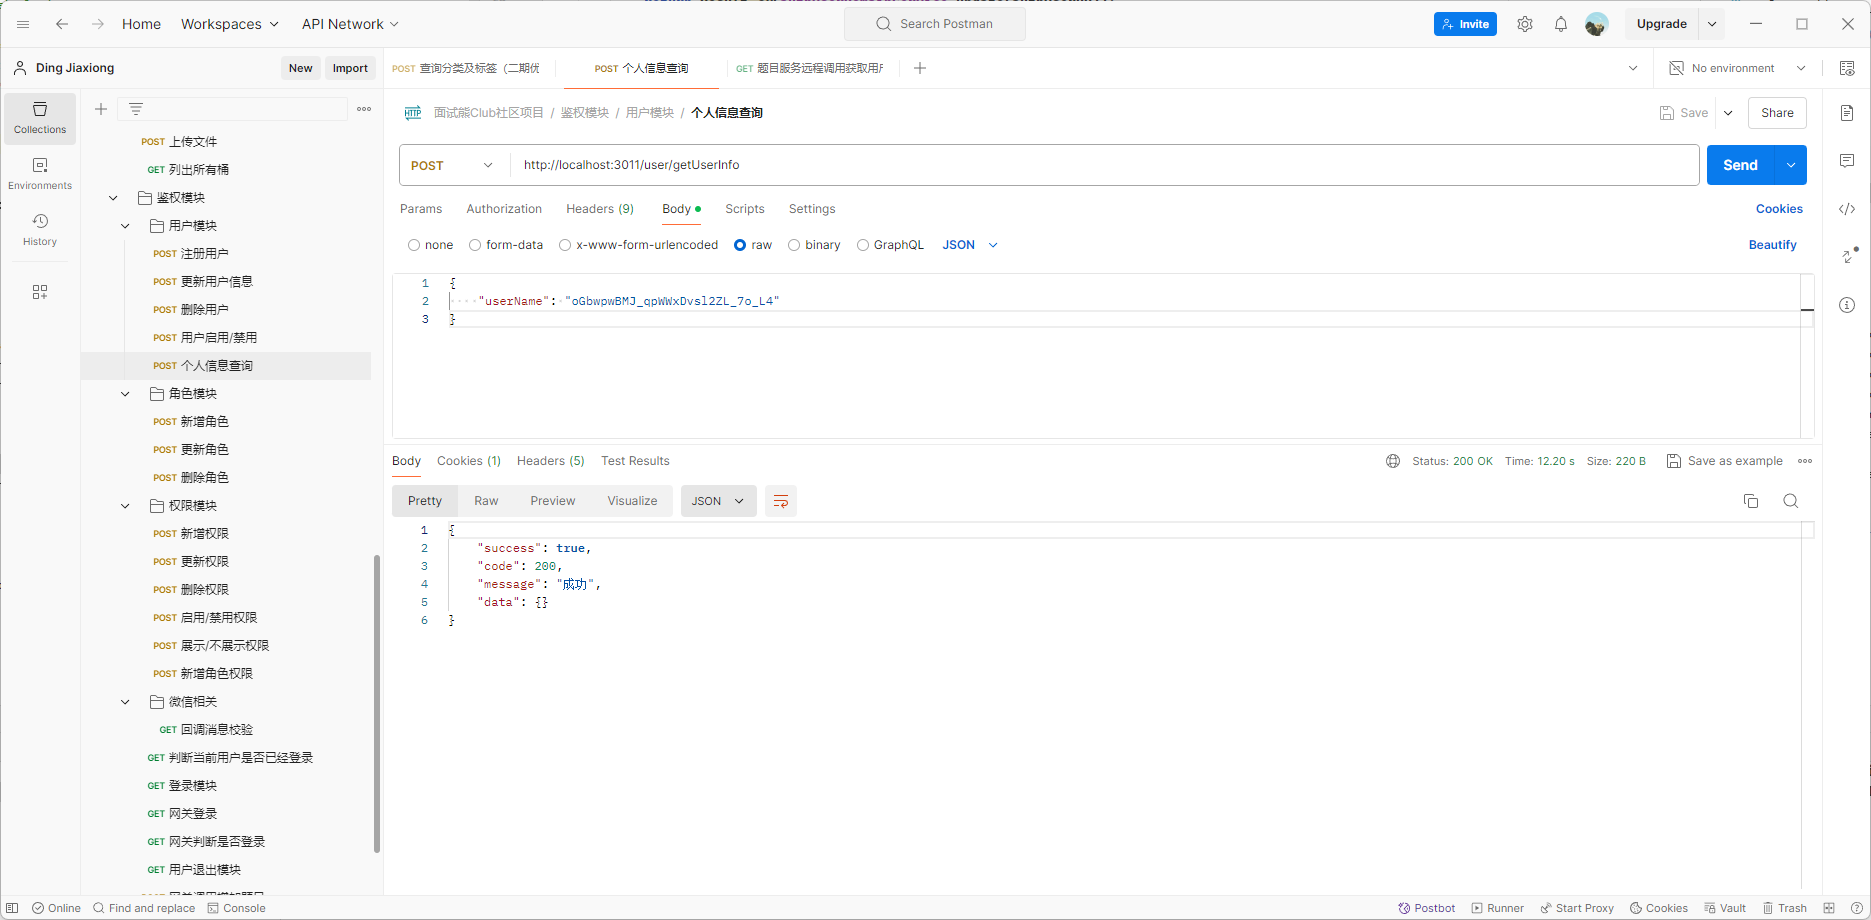 Home Workspaces API Network Search Postman Invite Upgrade
Ding Jiaxiong New Import POST 查询分类及标签（二期优 POST 个人信息查询 GET 题目服务远程调用获取用户 No environment
Collections
Environments
History
POST 上传文件
GET 列出所有桶
鉴权模块
用户模块
POST 注册用户
POST 更新用户信息
POST 删除用户
POST 用户启用/禁用
POST 个人信息查询
角色模块
POST 新增角色
POST 更新角色
POST 删除角色
权限模块
POST 新增权限
POST 更新权限
POST 删除权限
POST 启用/禁用权限
POST 展示/不展示权限
POST 新增角色权限
微信相关
GET 回调消息校验
GET 判断当前用户是否已经登录
GET 登录模块
GET 网关登录
GET 网关判断是否登录
GET 用户退出模块
HTTP 面试熊Club社区项目 / 鉴权模块 / 用户模块 / 个人信息查询 Save Share
POST http://localhost:3011/user/getUserInfo Send
Params Authorization Headers (9) Body Scripts Settings Cookies
none form-data x-www-form-urlencoded raw binary GraphQL JSON Beautify
1 {
2 "userName": "oGbwpwBMJ_qpWWxDvsl2ZL_7o_L4"
3 }
Body Cookies (1) Headers (5) Test Results Status: 200 OK Time: 12.20 s Size: 220 B Save as example
Pretty Raw Preview Visualize JSON
1 {
2 "success": true,
3 "code": 200,
4 "message": "成功",
5 "data": {}
6 }
Online Find and replace Console Postbot Runner Start Proxy Cookies Vault Trash